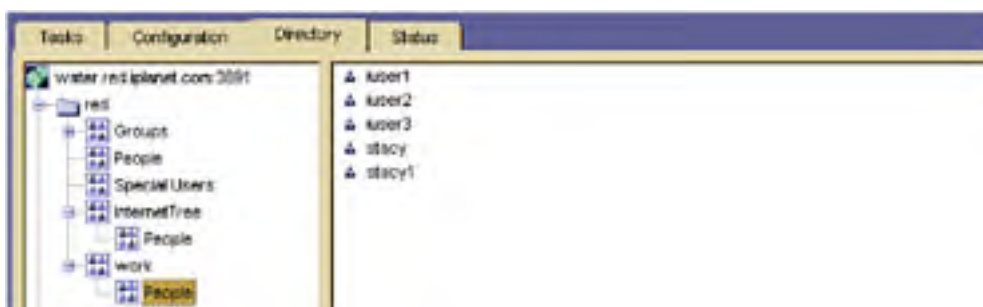 Tasks Configuration Directory Status
water.red.iplanet.com:3891
red
Groups
People
Special Users
InternetTree
People
work
People
iuser1
iuser2
iuser3
stacy
stacy1